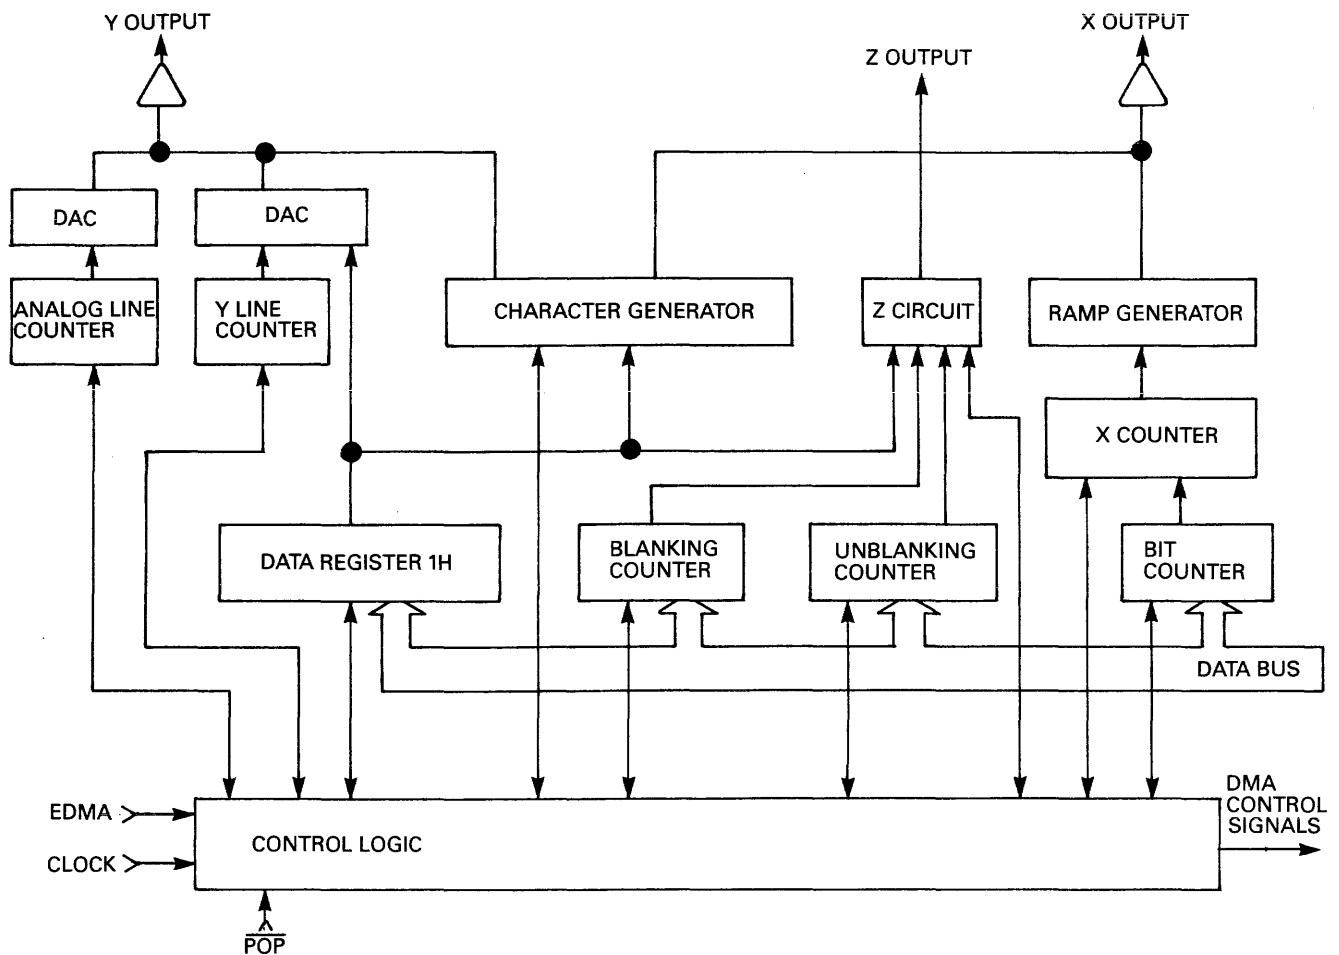 Y OUTPUT
X OUTPUT
Z OUTPUT
DAC
DAC
ANALOG LINE
COUNTER
Y LINE
COUNTER
CHARACTER GENERATOR
Z CIRCUIT
RAMP GENERATOR
X COUNTER
DATA REGISTER 1H
BLANKING
COUNTER
UNBLANKING
COUNTER
BIT
COUNTER
DATA BUS
EDMA
CLOCK
CONTROL LOGIC
DMA
CONTROL
SIGNALS
P̅O̅P̅